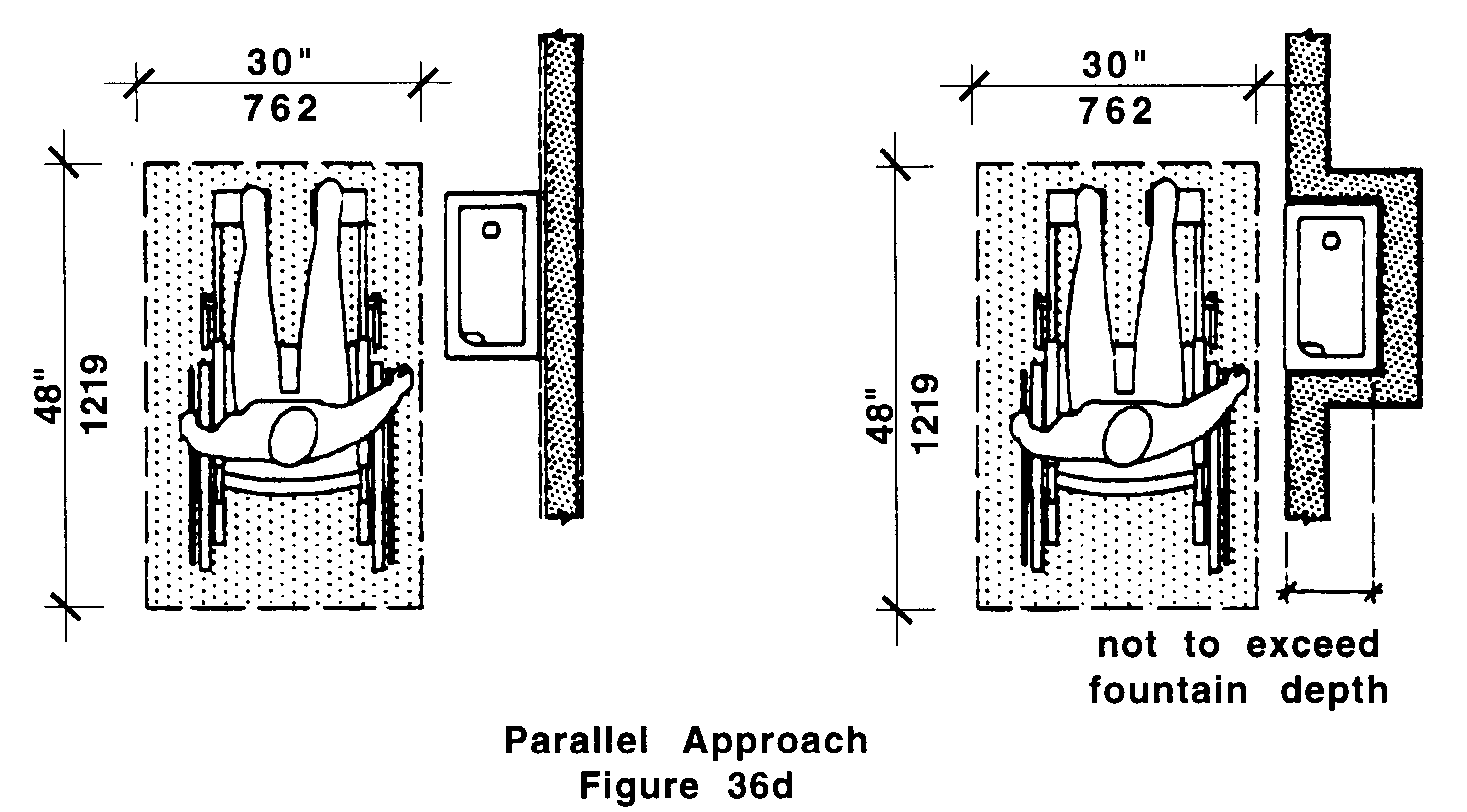 30"
762
48"
1219
30"
762
48"
1219
not to exceed
fountain depth
Parallel Approach
Figure 36d